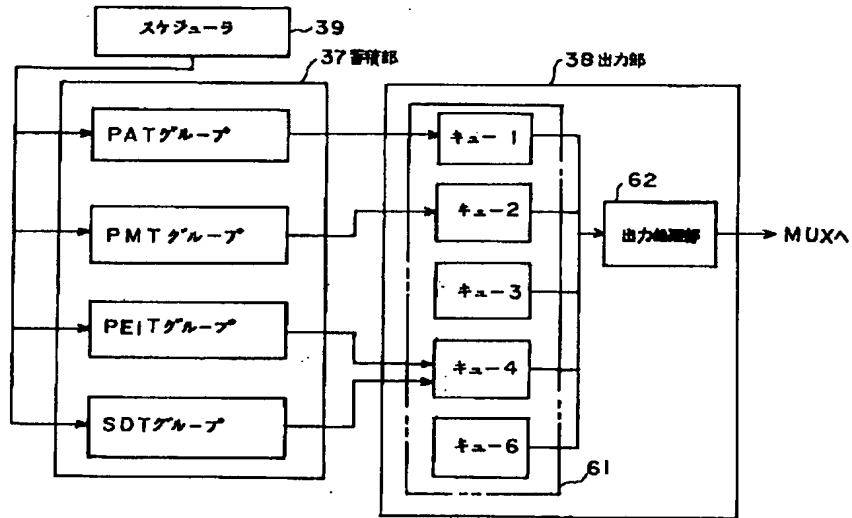 スケジューラ
39
37 蓄積部
38 出力部
PATグループ
キュー1
62
PMTグループ
キュー2
出力処理部
MUXへ
キュー3
PEITグループ
キュー4
SDTグループ
キュー6
61